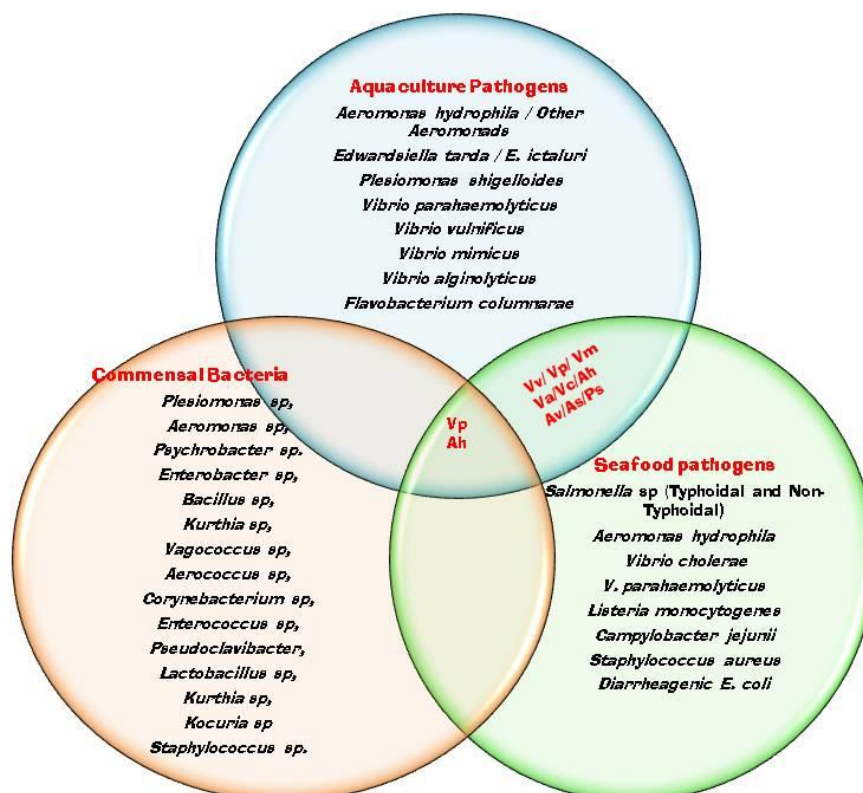 Aquaculture Pathogens
Aeromonas hydrophila / Other
Aeromonads
Edwardsiella tarda / E. ictaluri
Plesiomonas shigelloides
Vibrio parahaemolyticus
Vibrio vulnificus
Vibrio mimicus
Vibrio alginolyticus
Flavobacterium columnarae
Vv/ Vp/ Vm
Va/Vc/Ah
Av/As/Ps
Commensal Bacteria
Plesiomonas sp,
Aeromonas sp,
Psychrobacter sp.
Enterobacter sp,
Bacillus sp,
Kurthia sp,
Vagococcus sp,
Aerococcus sp,
Corynebacterium sp,
Enterococcus sp,
Pseudoclavibacter,
Lactobacillus sp,
Kurthia sp,
Kocuria sp
Staphylococcus sp.
Vp
Ah
Seafood pathogens
Salmonella sp (Typhoidal and Non-
Typhoidal)
Aeromonas hydrophila
Vibrio cholerae
V. parahaemolyticus
Listeria monocytogenes
Campylobacter jejunii
Staphylococcus aureus
Diarrheagenic E. coli